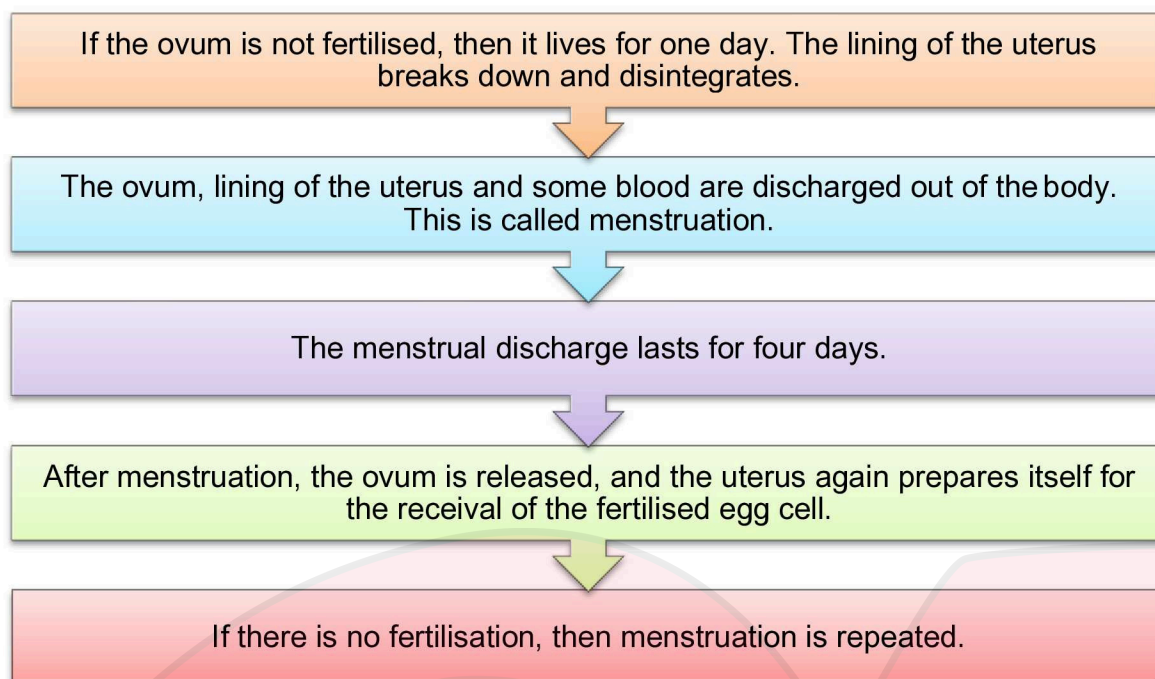 If the ovum is not fertilised, then it lives for one day. The lining of the uterus
breaks down and disintegrates.
The ovum, lining of the uterus and some blood are discharged out of the body.
This is called menstruation.
The menstrual discharge lasts for four days.
After menstruation, the ovum is released, and the uterus again prepares itself for
the receival of the fertilised egg cell.
If there is no fertilisation, then menstruation is repeated.